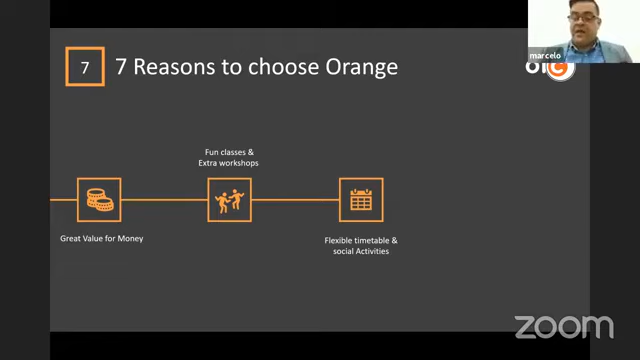 marcelo
7
7 Reasons to choose Orange
oic
Fun classes &
Extra workshops
Great Value for Money
Flexible timetable &
social Activities
zoom